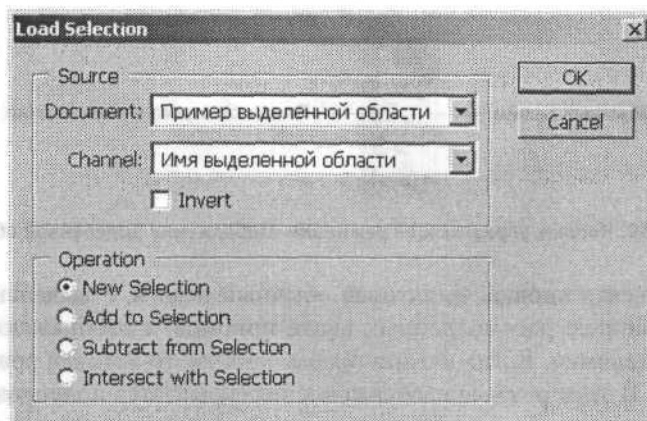 Load Selection
Source
Document: Пример выделенной области
OK
Channel: Имя выделенной области
Cancel
Invert
Operation
New Selection
Add to Selection
Subtract from Selection
Intersect with Selection